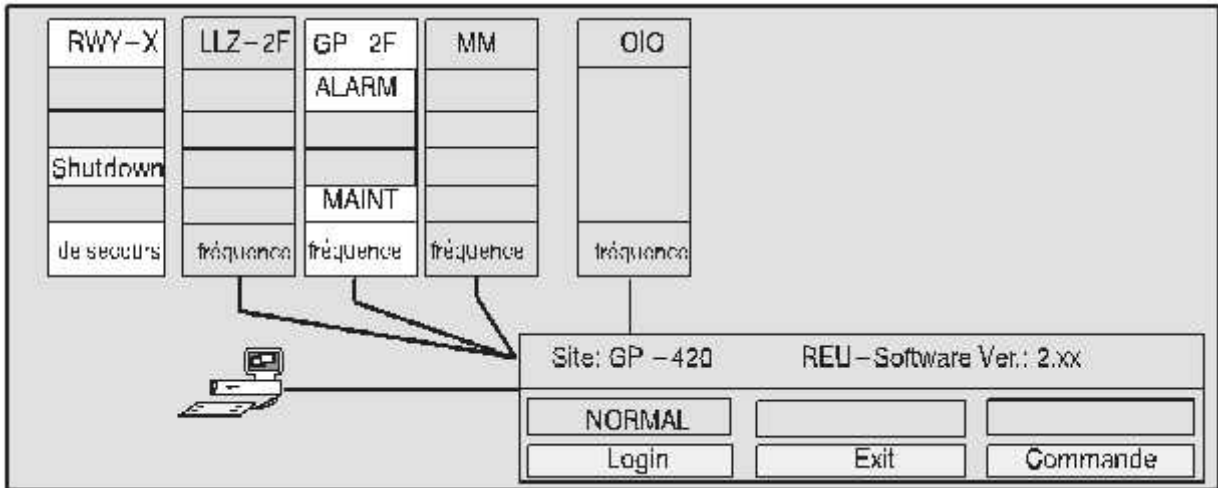 RWY-X LLZ-2F GP 2F MM OIO
ALARM
Shutdown
MAINT
de secours fréquence fréquence fréquence fréquence
Site: GP -420 REU-Software Ver.: 2.xx
NORMAL
Login Exit Commande